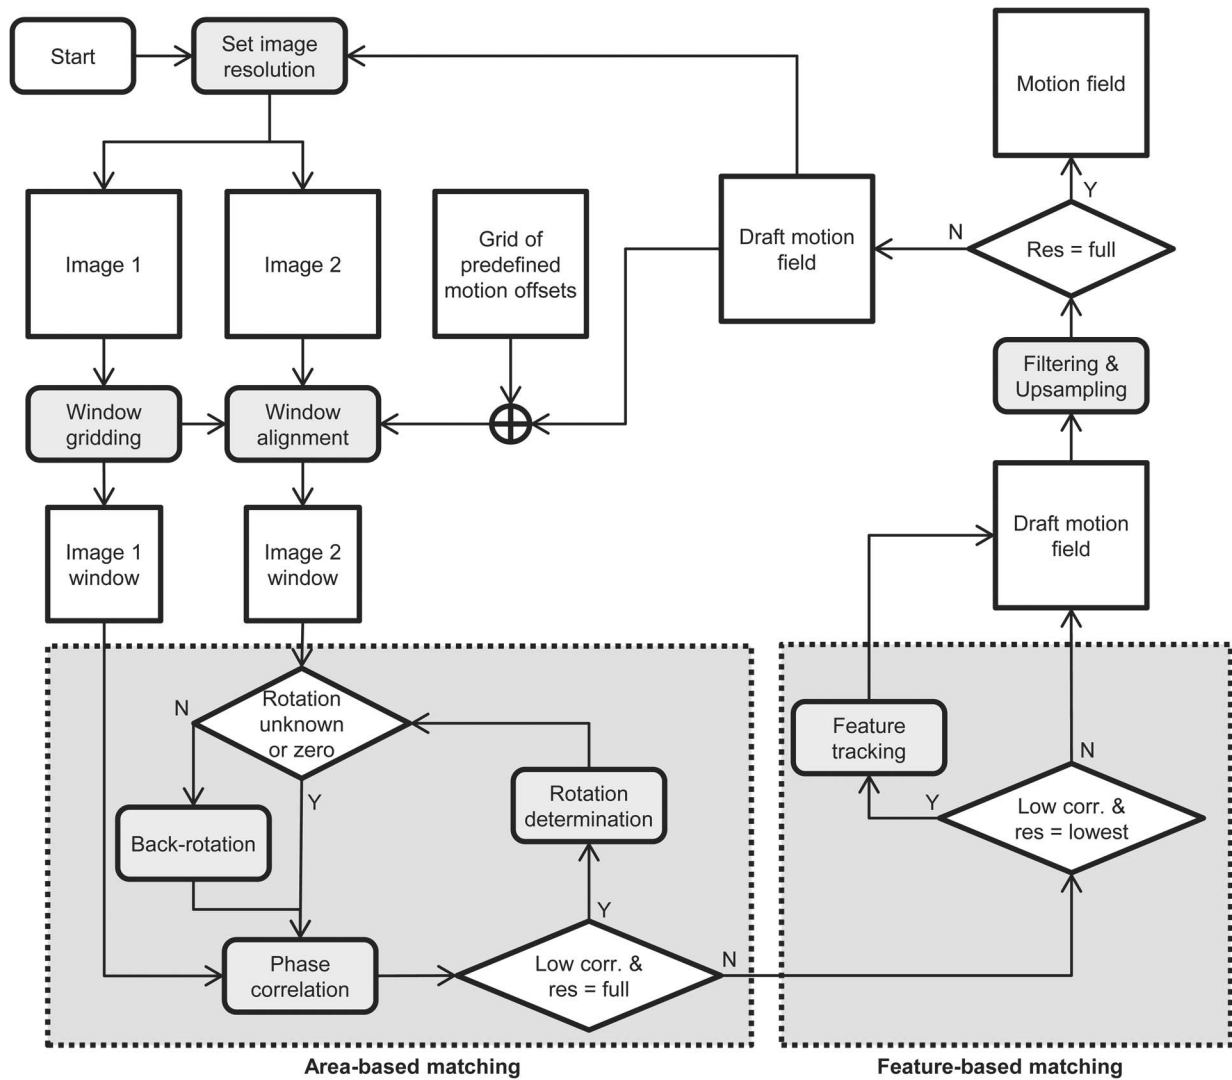 Start
Set image
resolution
Motion field
Image 1
Image 2
Grid of
predefined
motion offsets
Draft motion
field
N
Y
Res = full
Filtering &
Upsampling
Window
gridding
Window
alignment
Image 1
window
Image 2
window
Draft motion
field
N
Rotation
unknown
or zero
Y
Back-rotation
Rotation
determination
Feature
tracking
Y
N
Low corr. &
res = lowest
Phase
correlation
Y
Low corr. &
res = full
N
Area-based matching
Feature-based matching